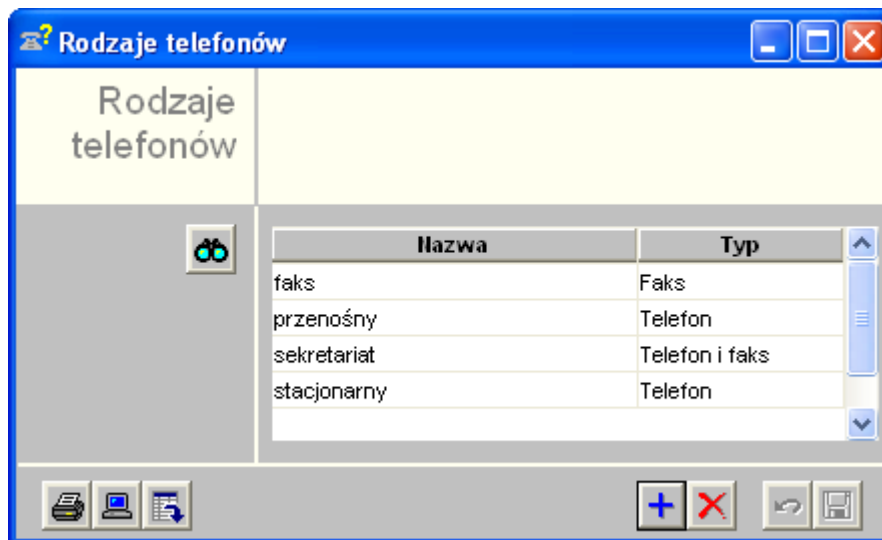 Rodzaje telefonów
Rodzaje
telefonów
Nazwa Typ
faks Faks
przenośny Telefon
sekretariat Telefon i faks
stacjonarny Telefon